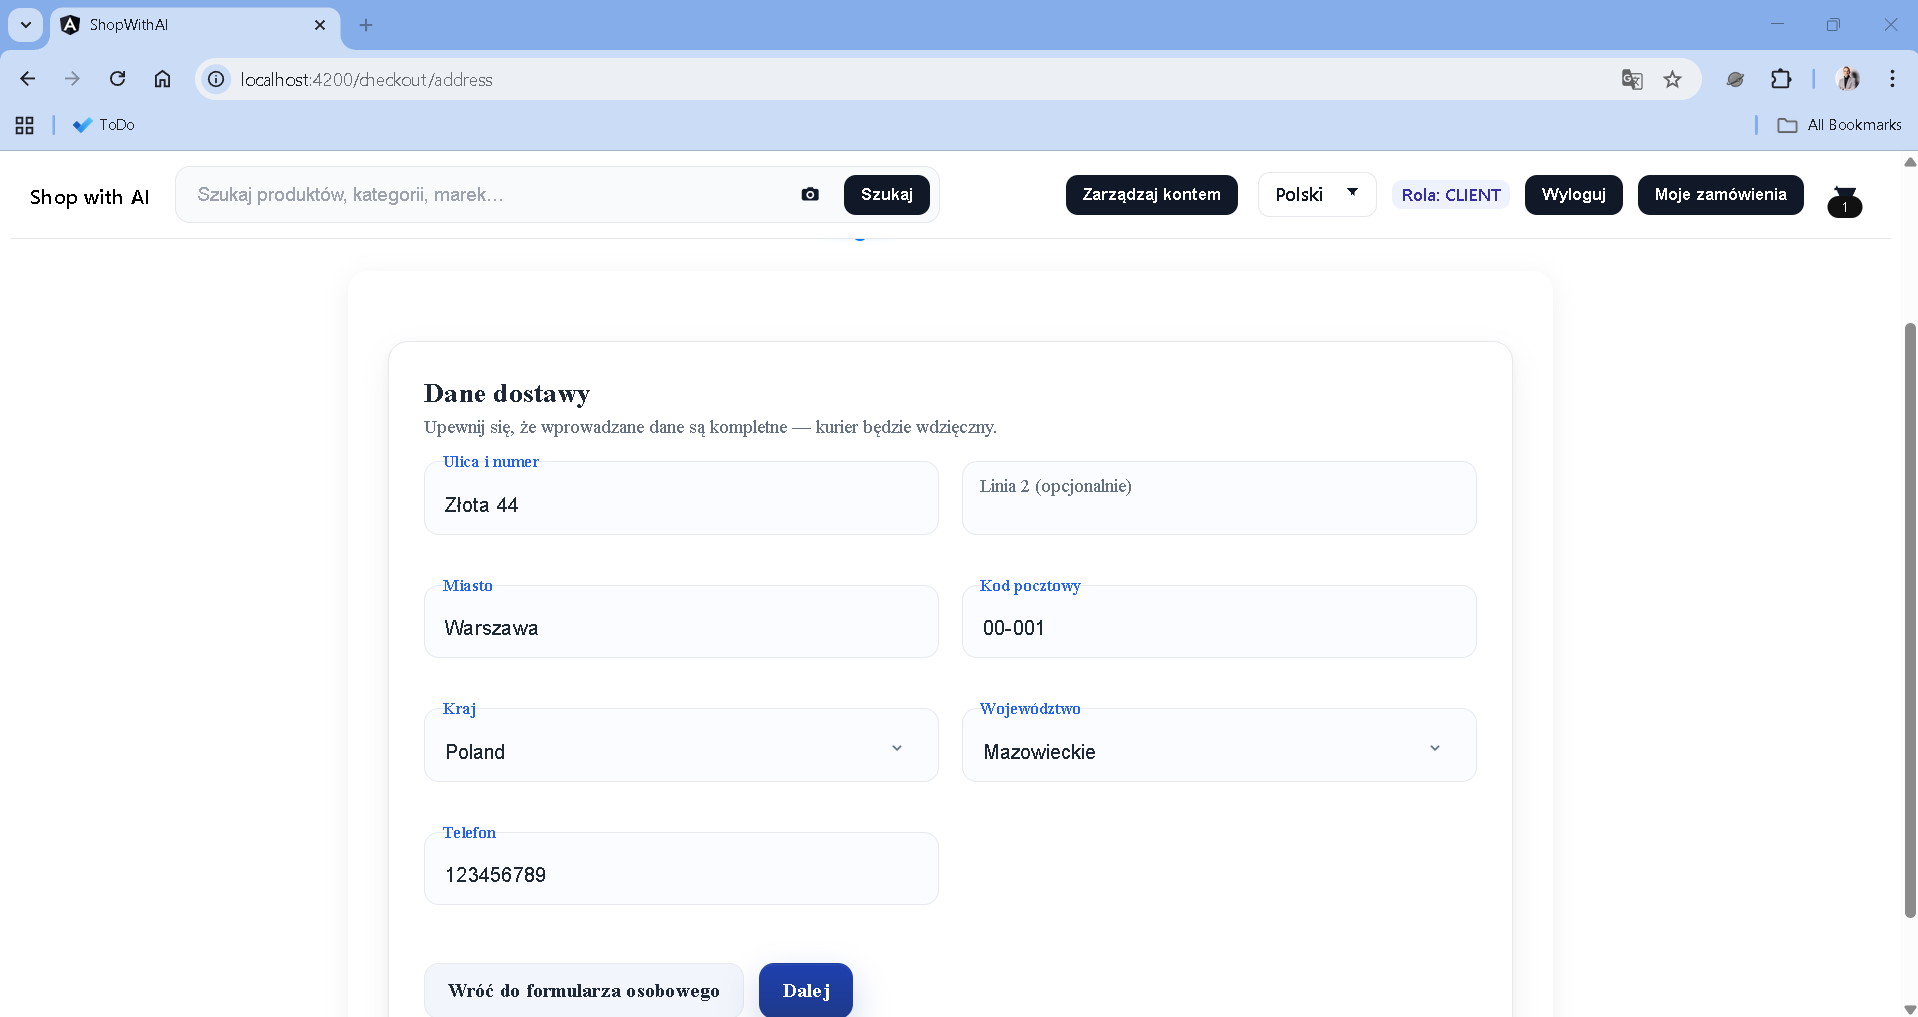 ShopWithAI
localhost:4200/checkout/address
ToDo
All Bookmarks
Shop with AI
Szukaj produktów, kategorii, marek...
Szukaj
Zarządzaj kontem
Polski
Rola: CLIENT
Wyloguj
Moje zamówienia
1
Dane dostawy
Upewnij się, że wprowadzane dane są kompletne — kurier będzie wdzięczny.
Ulica i numer
Złota 44
Linia 2 (opcjonalnie)
Miasto
Warszawa
Kod pocztowy
00-001
Kraj
Poland
Województwo
Mazowieckie
Telefon
123456789
Wróć do formularza osobowego
Dalej